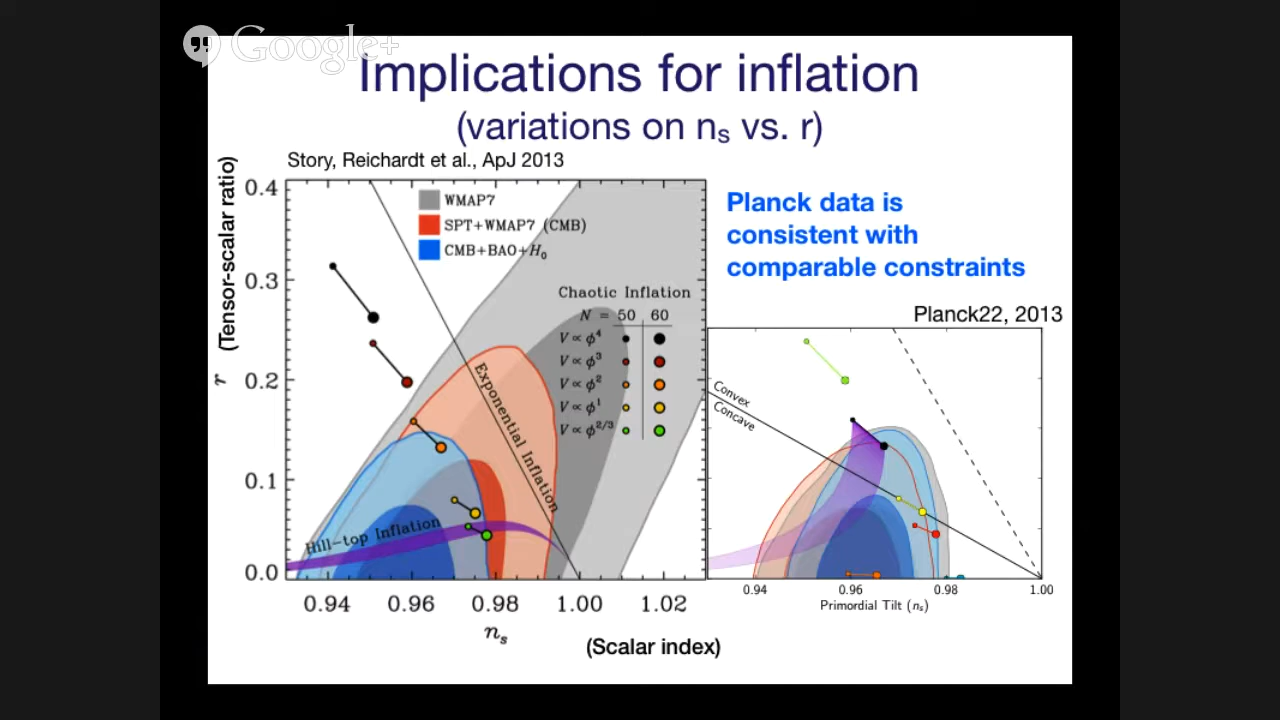 Google+
Implications for inflation
(variations on ns vs. r)
Story, Reichardt et al., ApJ 2013
(Tensor-scalar ratio)
r
0.4
0.3
0.2
0.1
0.0
WMAP7
SPT+WMAP7 (CMB)
CMB+BAO+H0
Chaotic Inflation
N = 50 60
V ∝ ϕ⁴
V ∝ ϕ³
V ∝ ϕ²
V ∝ ϕ¹
V ∝ ϕ²ᐟ³
Exponential Inflation
Hill-top Inflation
0.94 0.96 0.98 1.00 1.02
ns
(Scalar index)
Planck data is
consistent with
comparable constraints
Planck22, 2013
Convex
Concave
0.94 0.96 0.98 1.00
Primordial Tilt (ns)